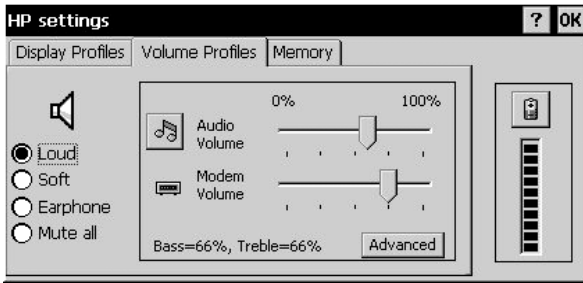 HP settings ? OK
Display Profiles Volume Profiles Memory
0% 100%
Audio
Volume
Loud
Soft
Modem
Volume
Earphone
Mute all
Bass=66%, Treble=66% Advanced